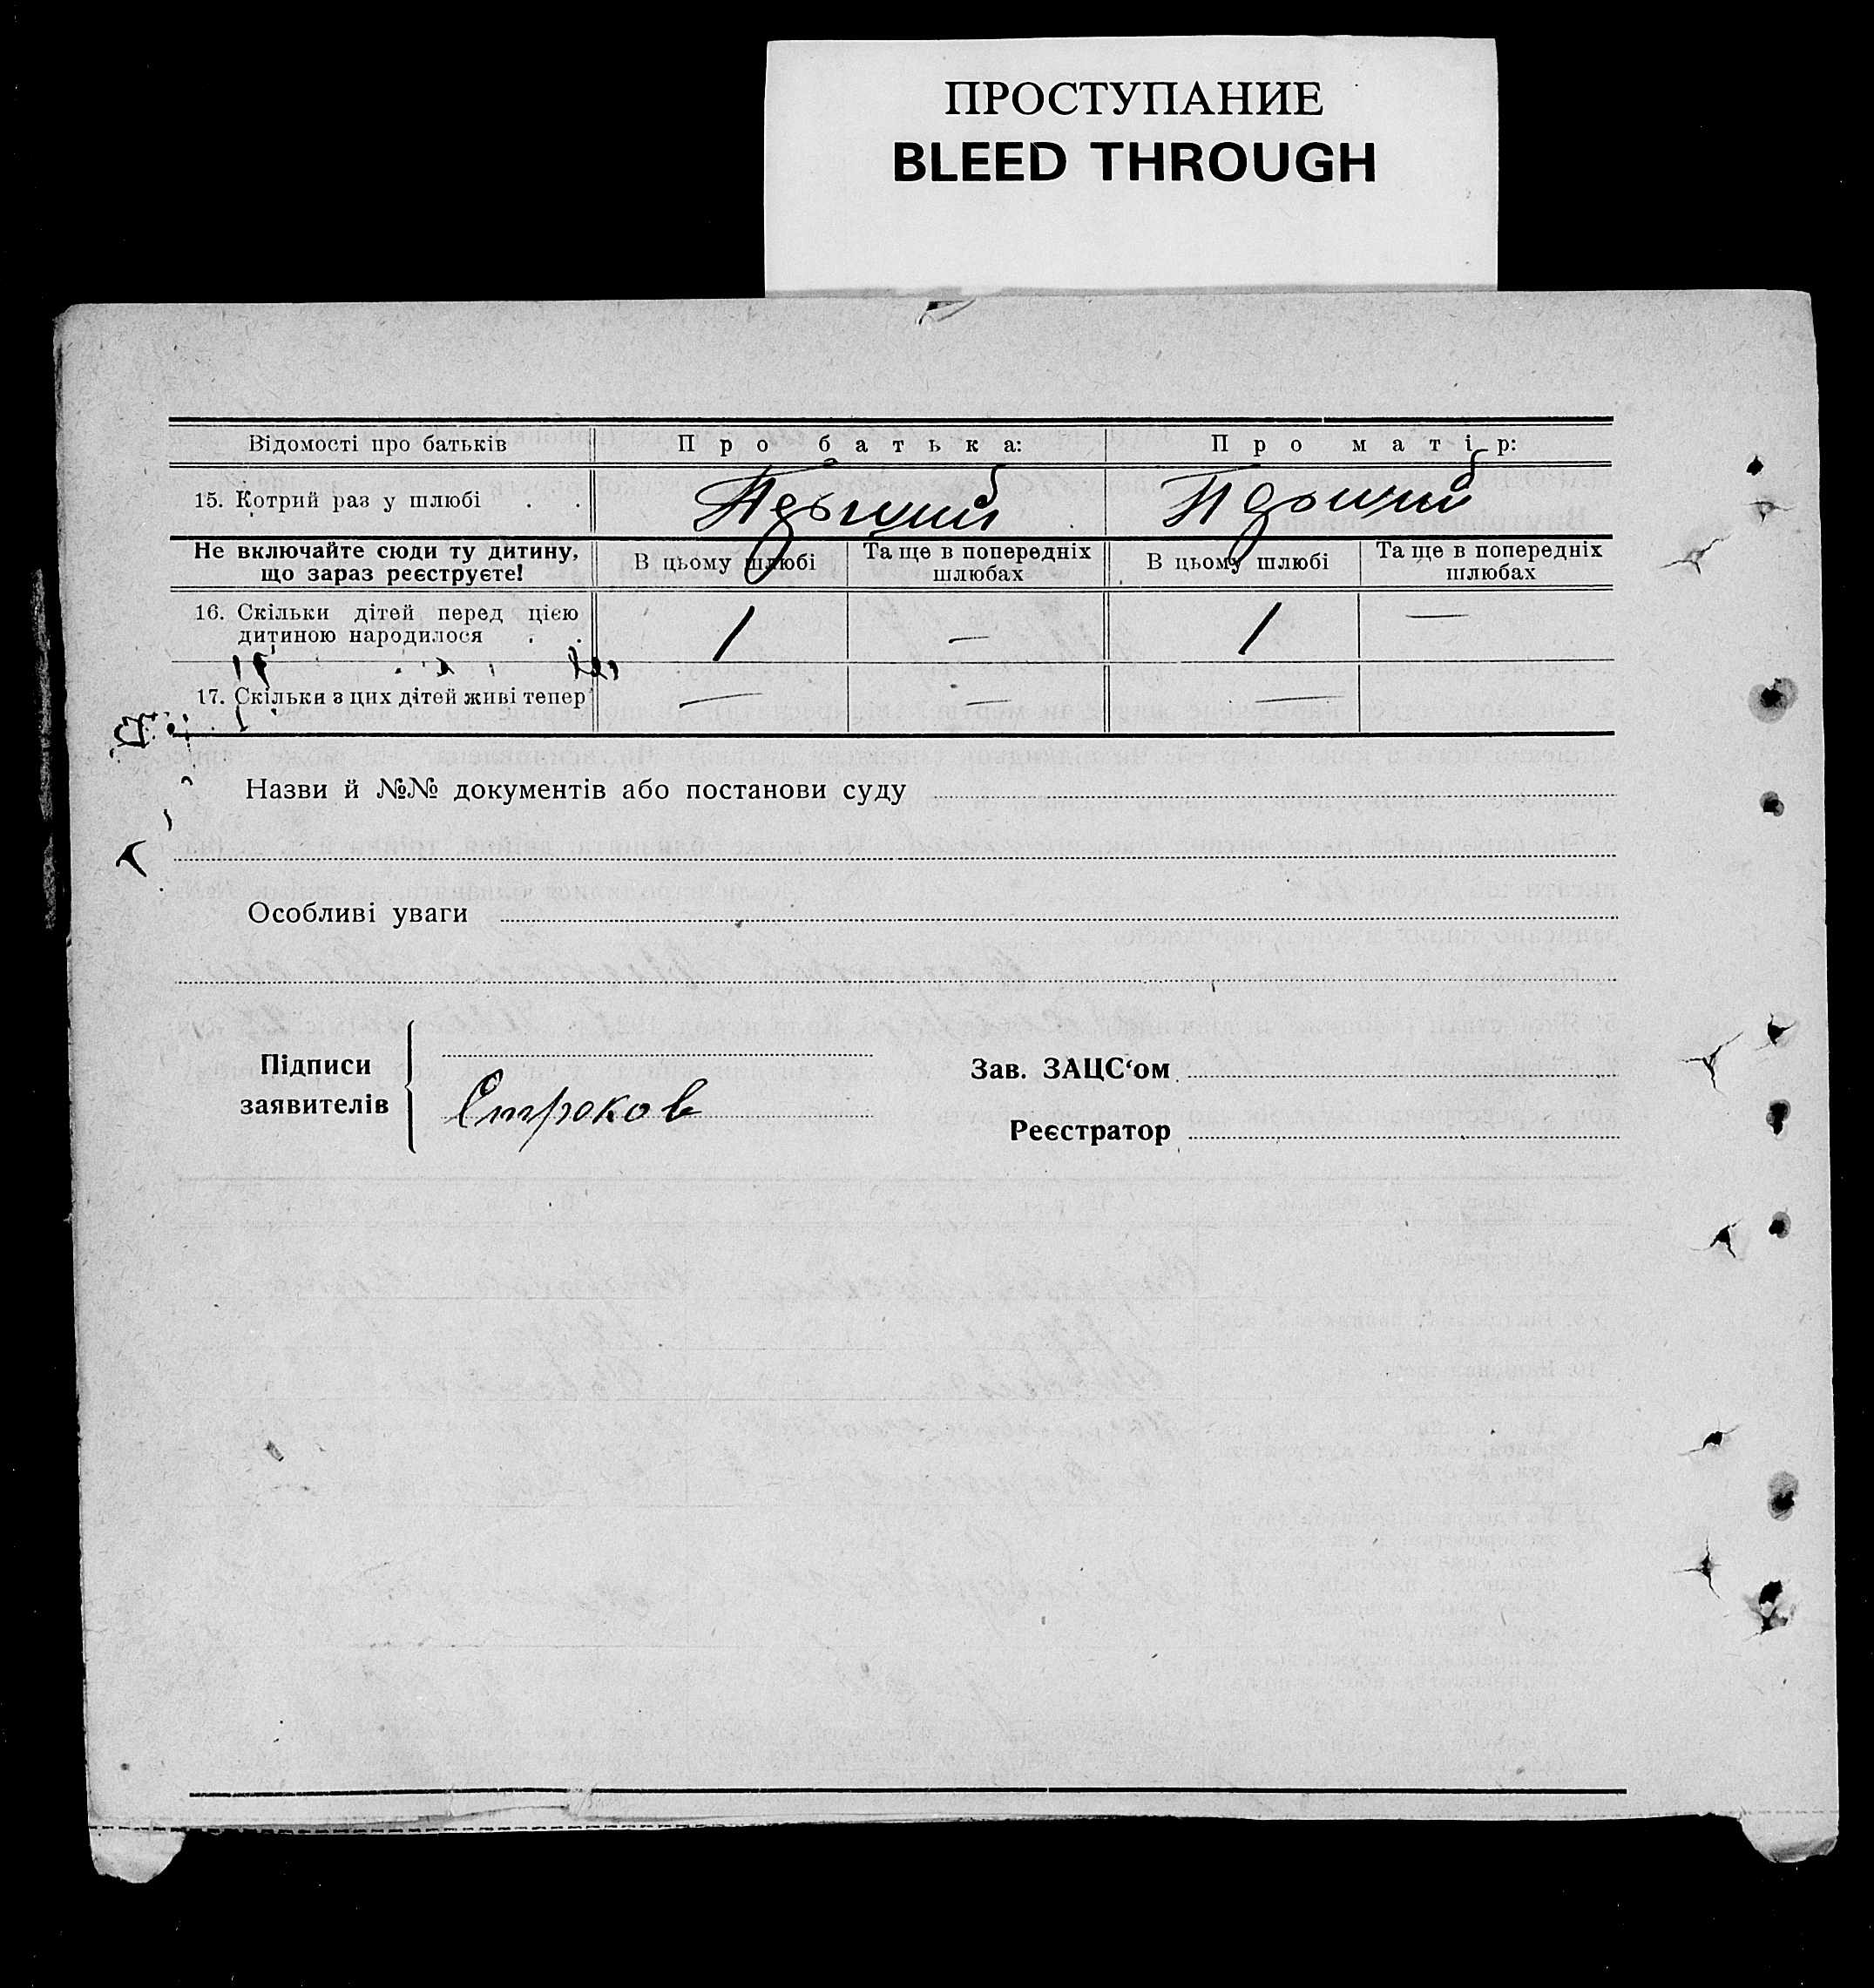 ПРОСТУПАНИЕ
BLEED THROUGH
Відомості про батьків Про батька: Про матір:
15. Котрий раз у шлюбі . .
Не включайте сюди ту дитину, що зараз реєструєте! В цьому шлюбі Та ще в попередніх шлюбах В цьому шлюбі Та ще в попередніх шлюбах
16. Скільки дітей перед цією дитиною народилося . . 1 — 1 —
17. Скільки з цих дітей живі тепер — — —
Назви й №№ документів або постанови суду
Особливі уваги
Підписи заявителів
Строков
Зав. ЗАЦС‘ом
Реєстратор